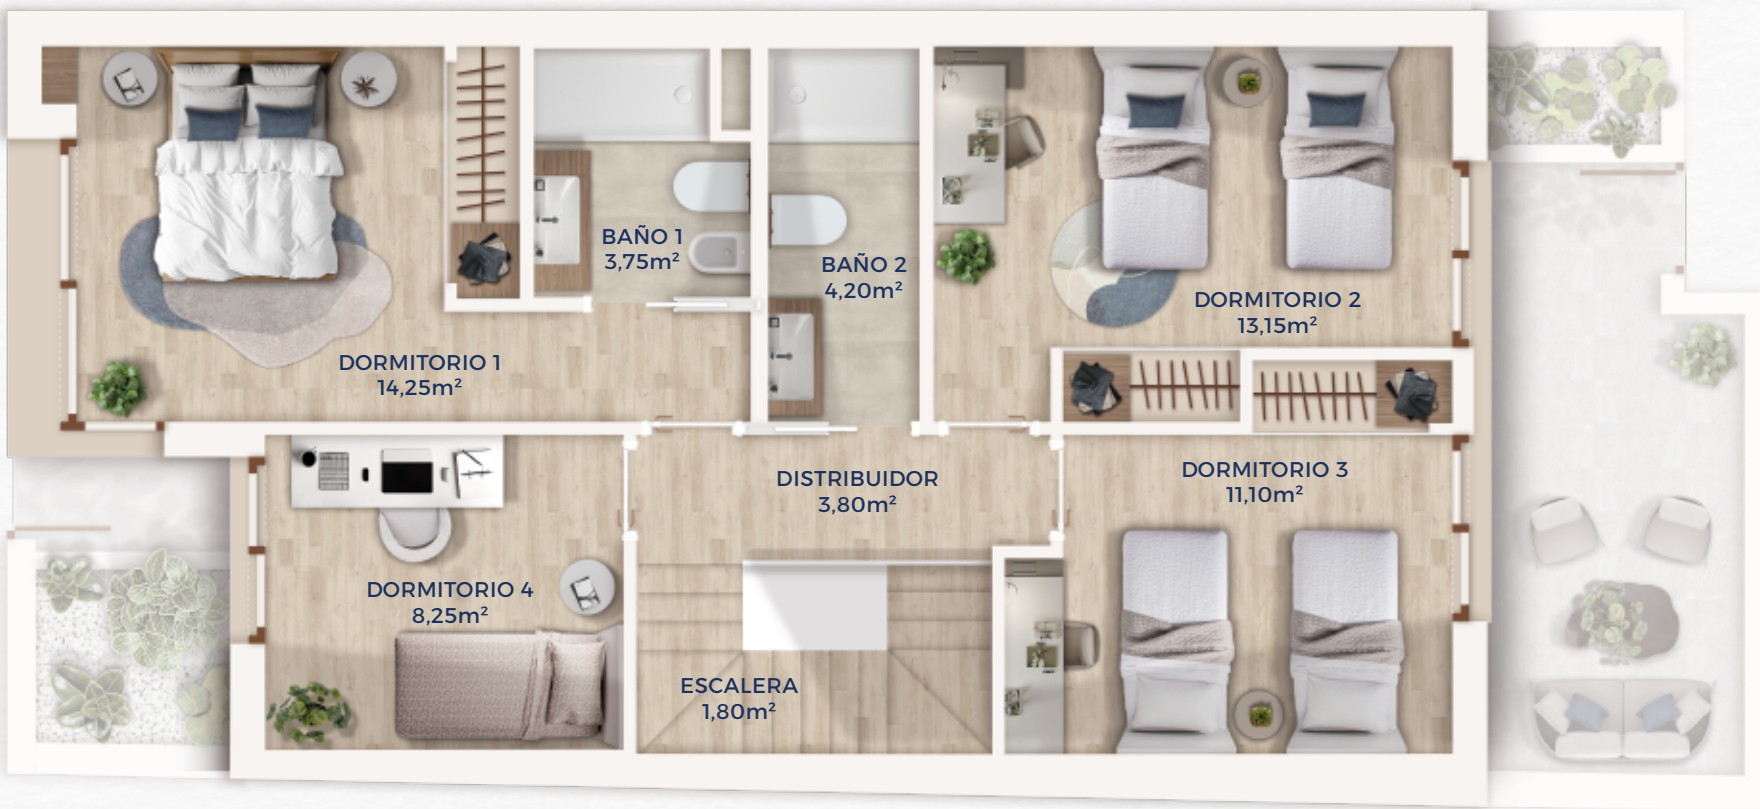 BAÑO 1
3,75m²
BAÑO 2
4,20m²
DORMITORIO 2
13,15m²
DORMITORIO 1
14,25m²
DISTRIBUIDOR
3,80m²
DORMITORIO 3
11,10m²
DORMITORIO 4
8,25m²
ESCALERA
1,80m²